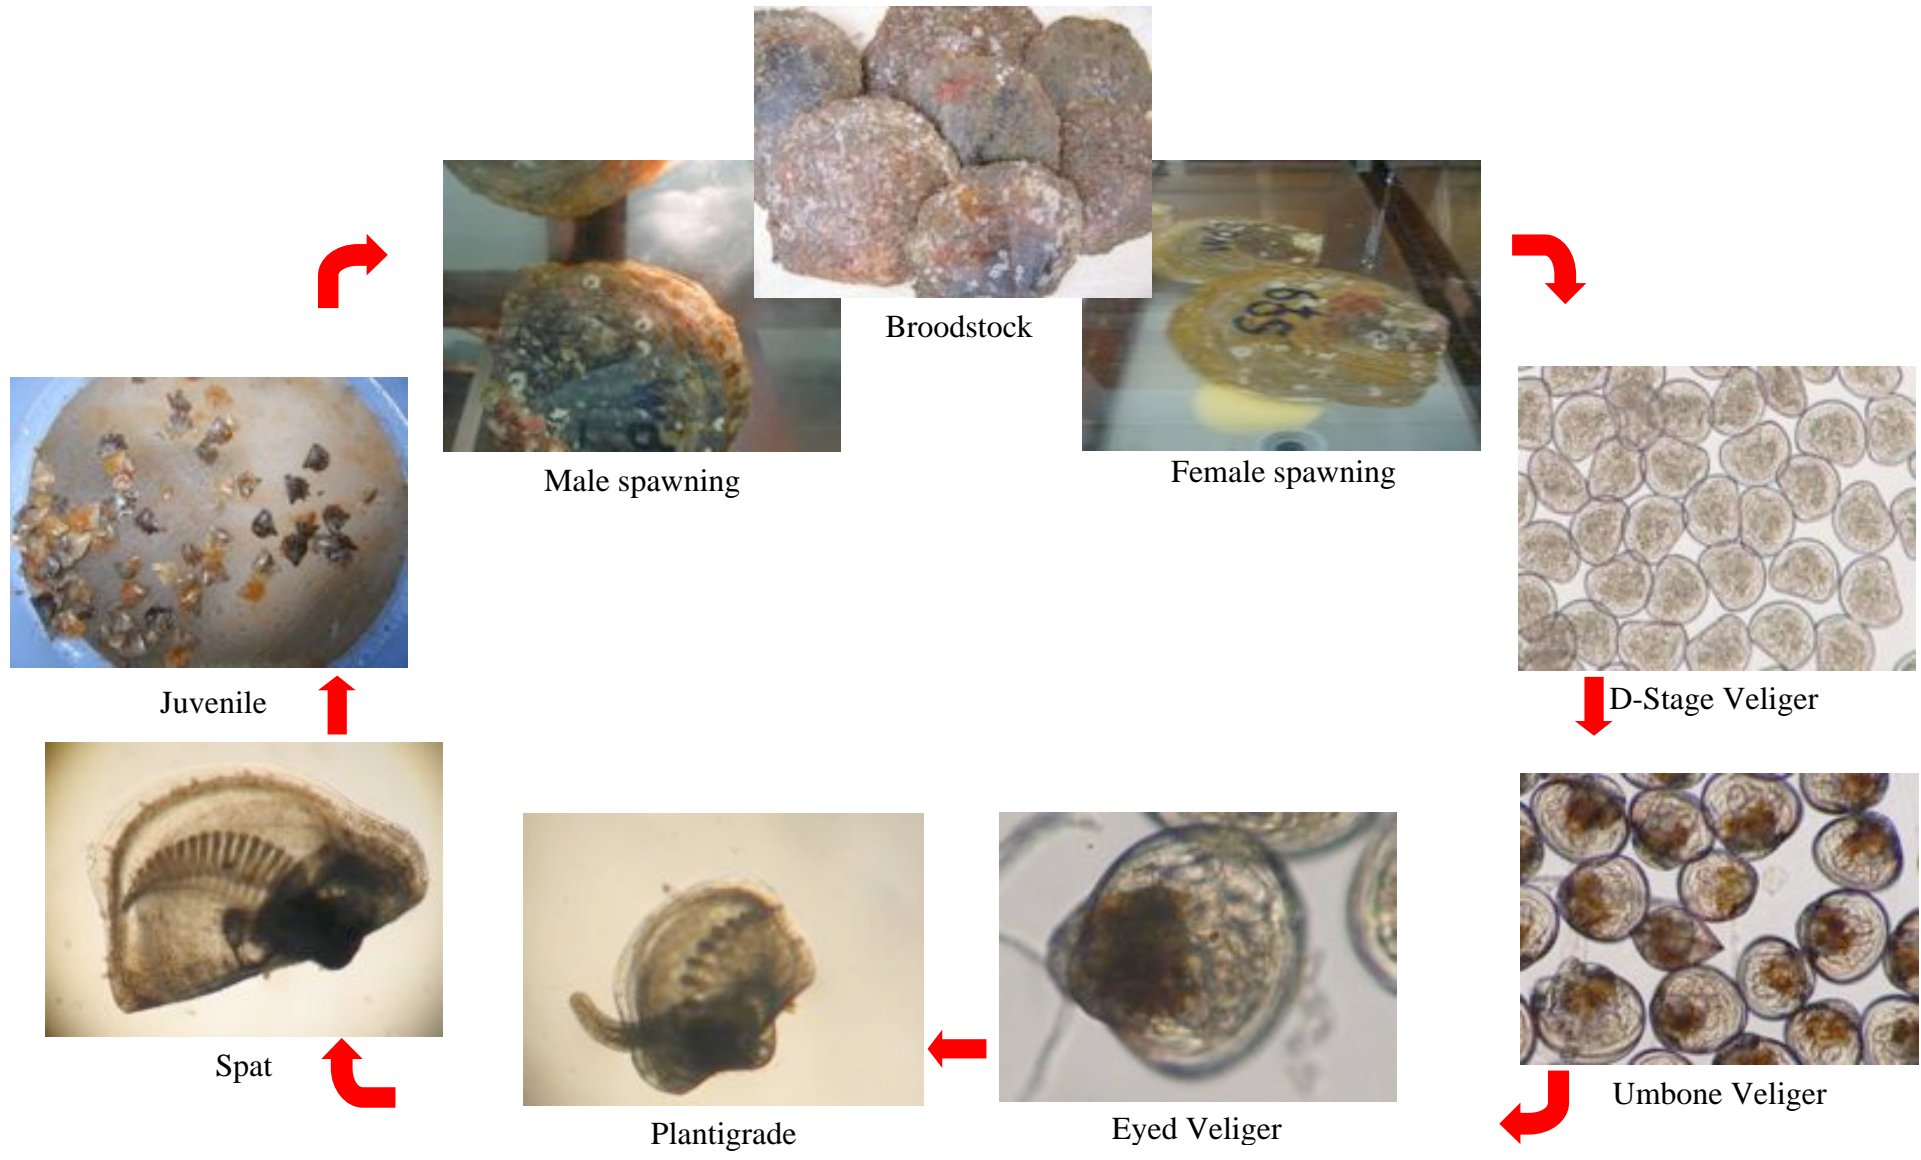 Broodstock
Male spawning
Female spawning
D-Stage Veliger
Umbone Veliger
Eyed Veliger
Plantigrade
Spat
Juvenile